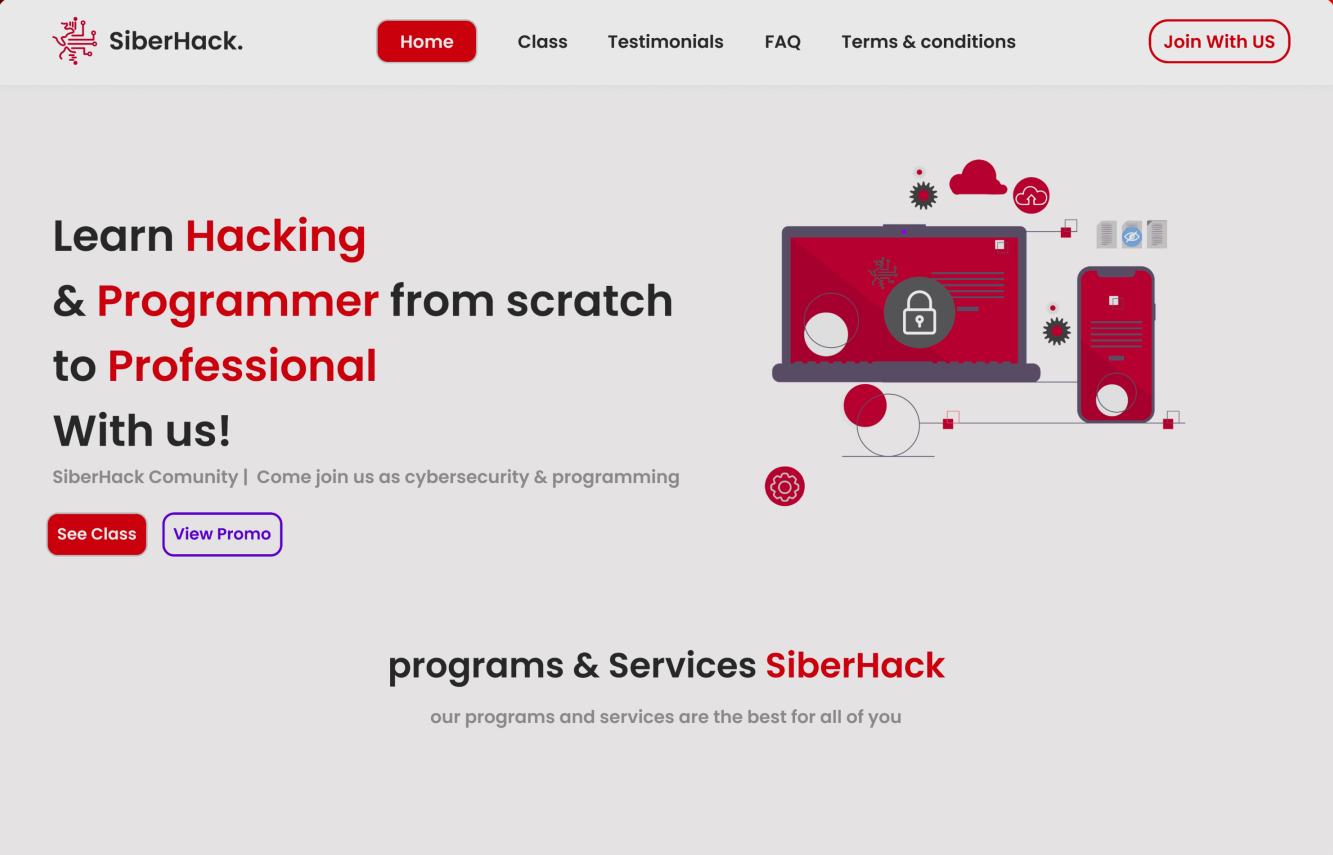 SiberHack.
Home
Class
Testimonials
FAQ
Terms & conditions
Join With US
Learn Hacking
& Programmer from scratch
to Professional
With us!
SiberHack Comunity | Come join us as cybersecurity & programming
See Class
View Promo
programs & Services SiberHack
our programs and services are the best for all of you